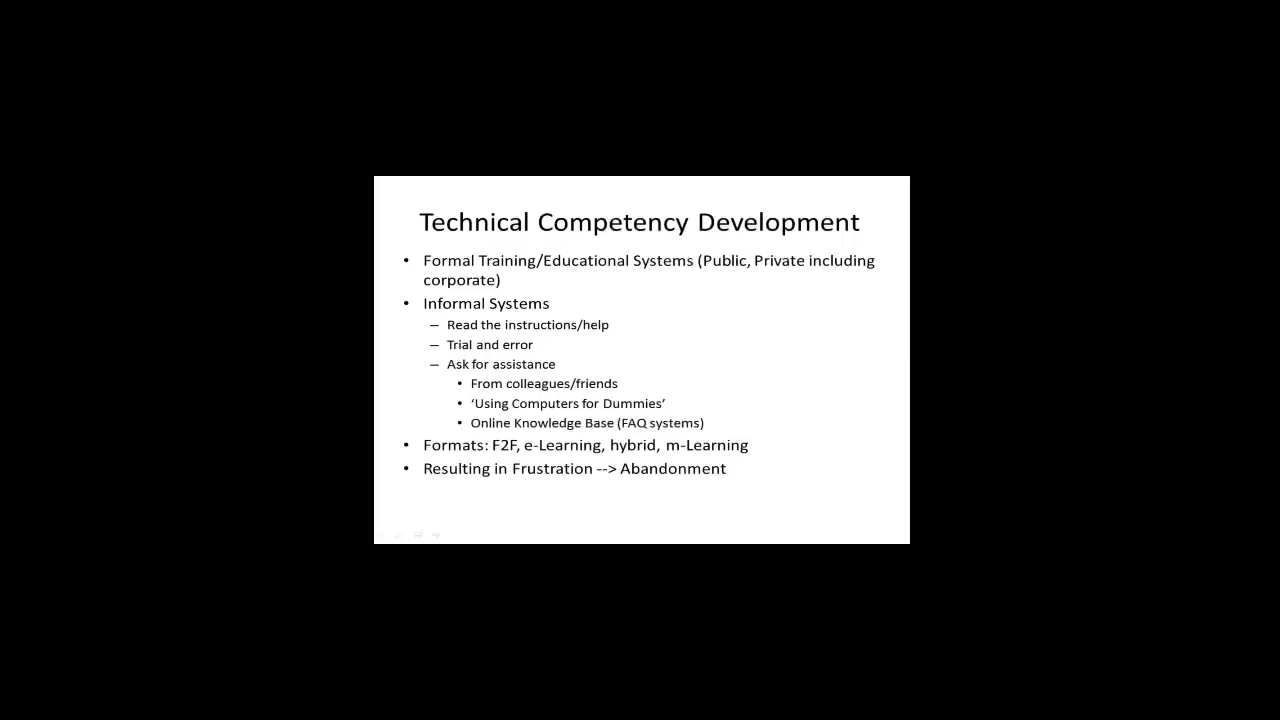 Technical Competency Development
• Formal Training/Educational Systems (Public, Private including
corporate)
• Informal Systems
– Read the instructions/help
– Trial and error
– Ask for assistance
• From colleagues/friends
• ‘Using Computers for Dummies’
• Online Knowledge Base (FAQ systems)
• Formats: F2F, e-Learning, hybrid, m-Learning
• Resulting in Frustration --> Abandonment